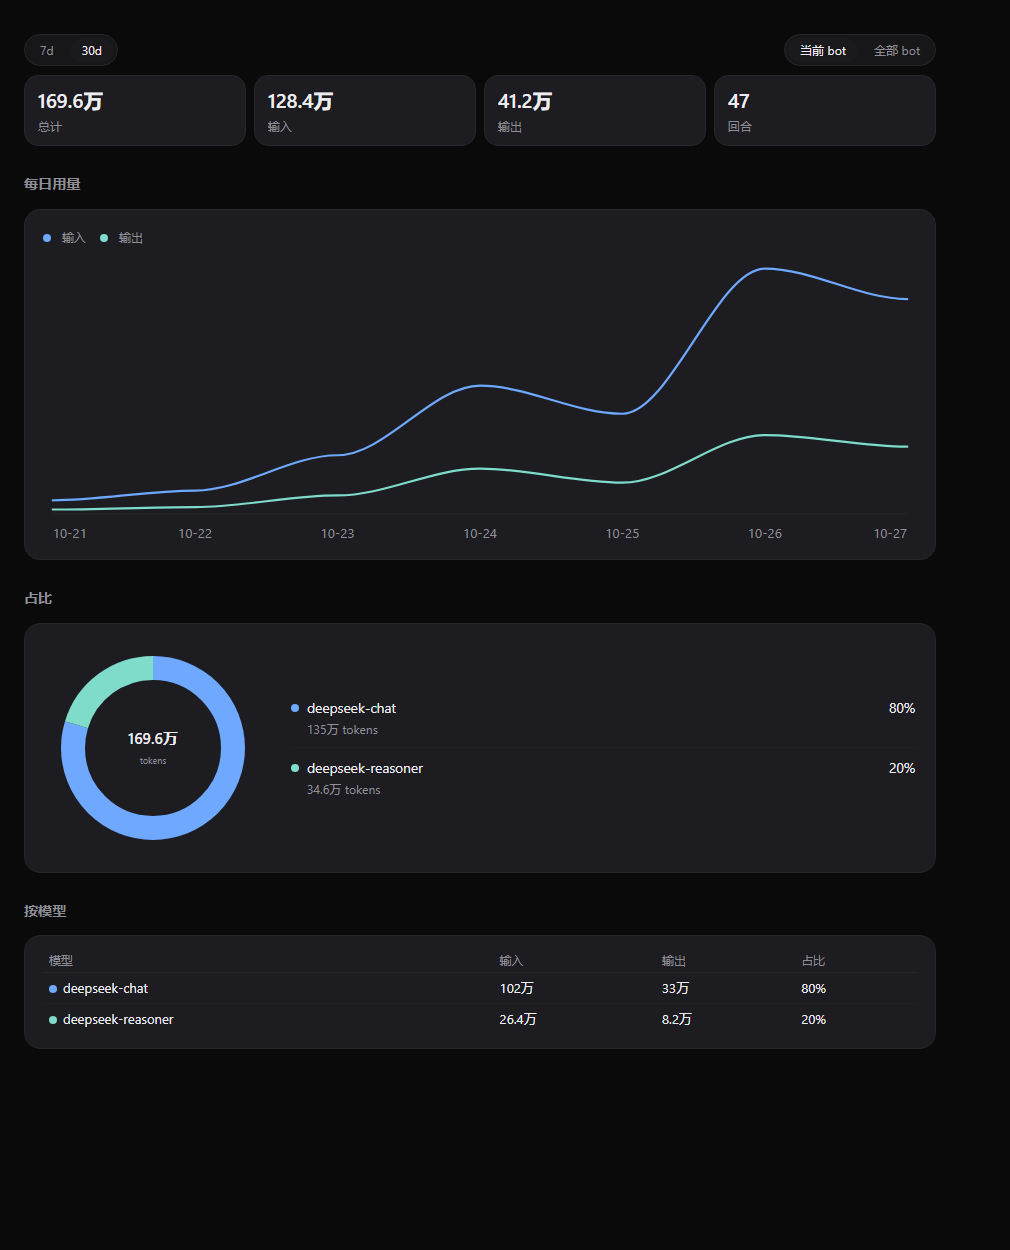 7d 30d 当前 bot 全部 bot
169.6万 128.4万 41.2万 47
总计 输入 输出 回合
每日用量
输入 输出
10-21 10-22 10-23 10-24 10-25 10-26 10-27
占比
169.6万
tokens
deepseek-chat 80%
135万 tokens
deepseek-reasoner 20%
34.6万 tokens
按模型
模型 输入 输出 占比
deepseek-chat 102万 33万 80%
deepseek-reasoner 26.4万 8.2万 20%